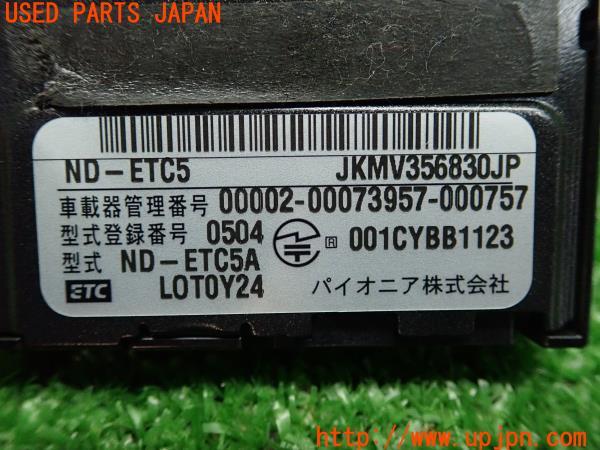 USED PARTS JAPAN
ND-ETC5 JKMV356830JP
車載器管理番号 00002-00073957-000757
型式登録番号 0504 R 001CYBB1123
型式 ND-ETC5A
ETC LOT0Y24 パイオニア株式会社
http://www.upjpn.com/